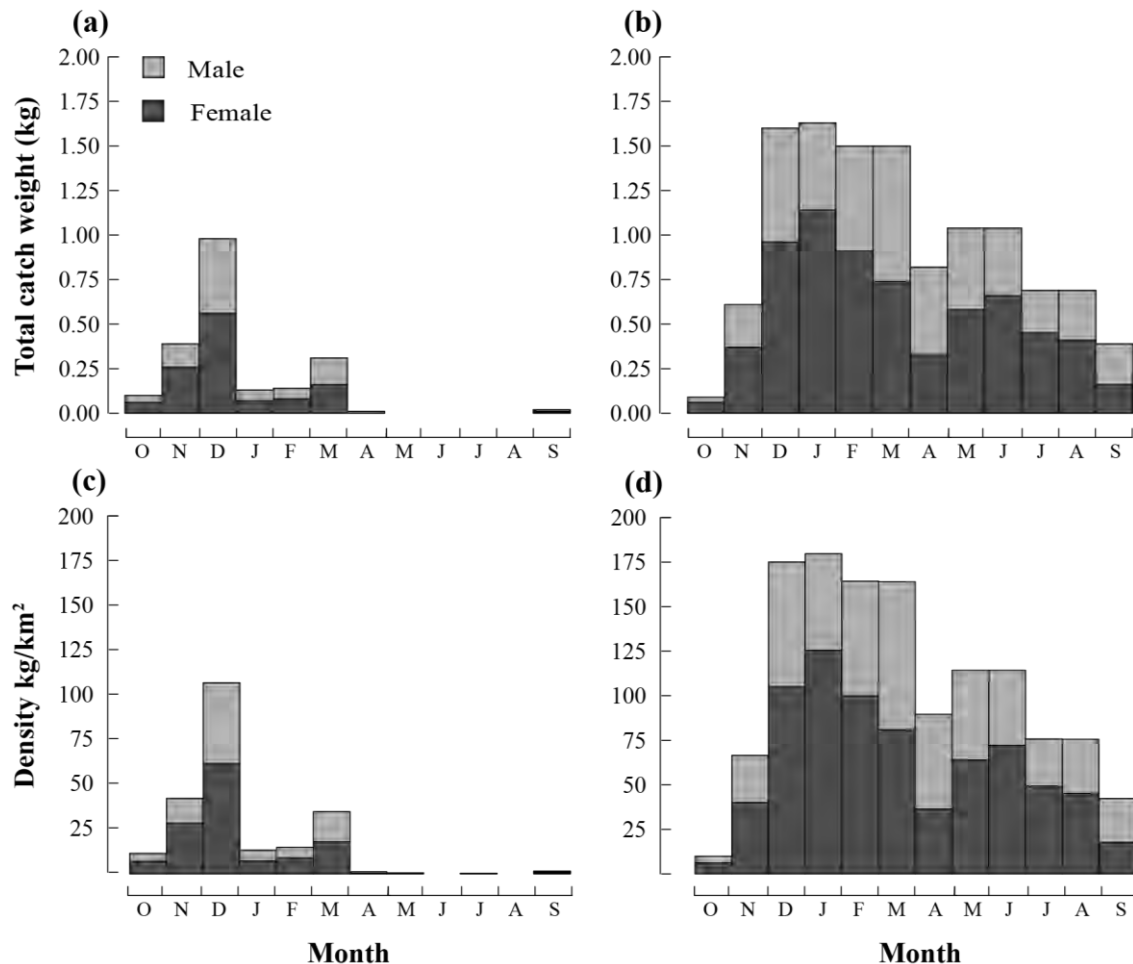 (a)
2.00
1.75
1.50
1.25
1.00
0.75
0.50
0.25
0.00
Total catch weight (kg)
Male
Female
O N D J F M A M J J A S
(b)
2.00
1.75
1.50
1.25
1.00
0.75
0.50
0.25
0.00
O N D J F M A M J J A S
(c)
200
175
150
125
100
75
50
25
Density kg/km²
O N D J F M A M J J A S
Month
(d)
200
175
150
125
100
75
50
25
O N D J F M A M J J A S
Month